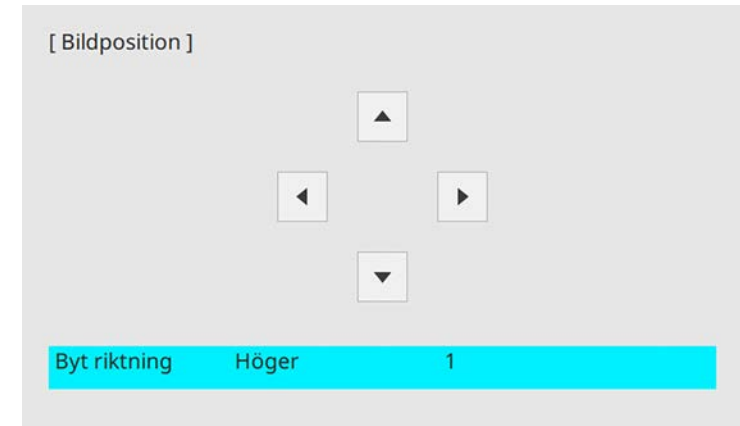 [ Bildposition ]
Byt riktning Höger 1